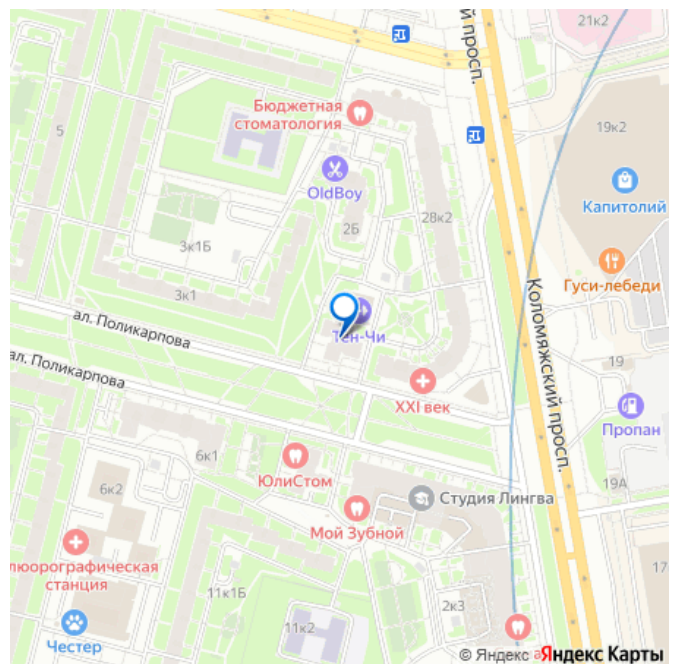 21к2
й просп.
Бюджетная
стоматология
19к2
5
OldBoy
Капитолий
28к2
2Б
3к1Б
Гуси-лебеди
3к1
ал. Поликарпова
Тен-Чи
Коломяжский просп.
ал. Поликарпова
19
XXI век
Пропан
6к1
ЮлиСтом
19А
6к2
Студия Лингва
Мой Зубной
люорографическая
станция
17
11к1Б
2к3
11к2
Честер
© Яндекс
Яндекс Карты